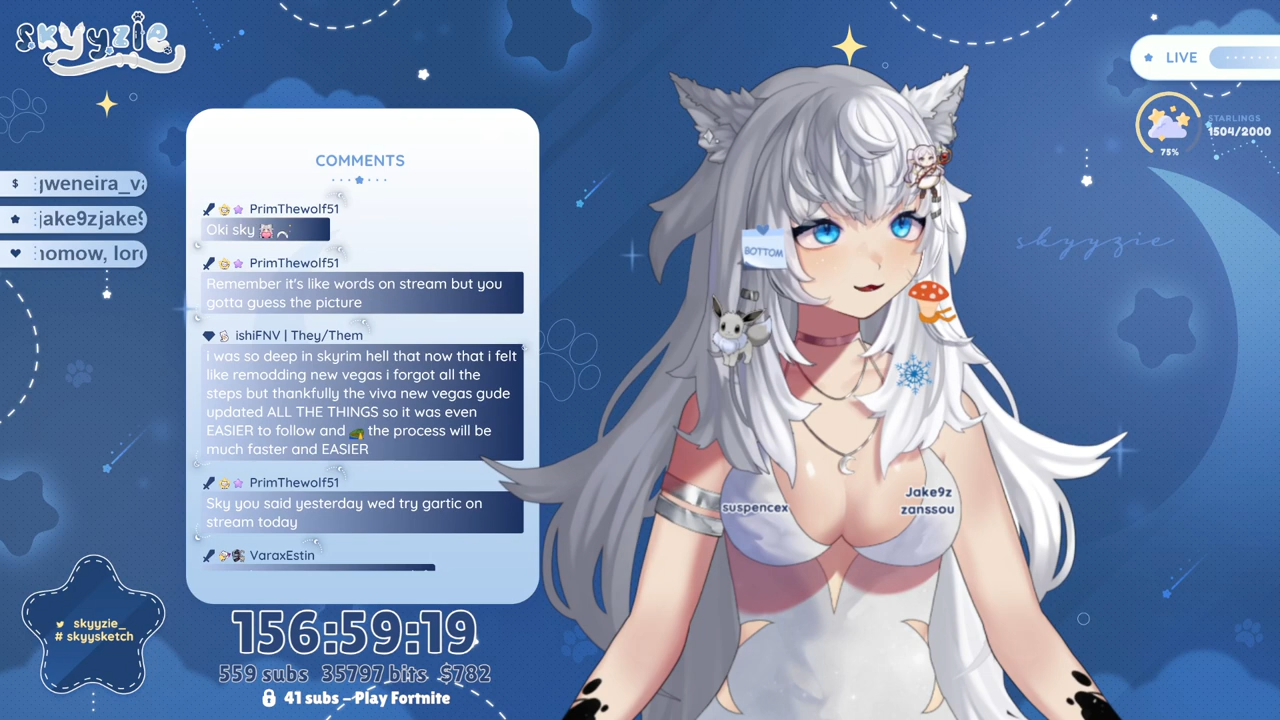 skyyzie
LIVE
STARLINGS
1504/2000
75%
COMMENTS
PrimThewolf51
Oki sky
PrimThewolf51
Remember it's like words on stream but you
gotta guess the picture
ishiFNV | They/Them
i was so deep in skyrim hell that now that i felt
like remodding new vegas i forgot all the
steps but thankfully the viva new vegas gude
updated ALL THE THINGS so it was even
EASIER to follow and the process will be
much faster and EASIER
PrimThewolf51
Sky you said yesterday wed try gartic on
stream today
VaraxEstin
$ gweneira_va
jake9zjake9
nomow, lor
BOTTOM
skyyzie
suspencex
Jake9z
zanssou
skyyzie_
# skyysketch
156:59:19
559 subs 35797 bits $782
41 subs - Play Fortnite